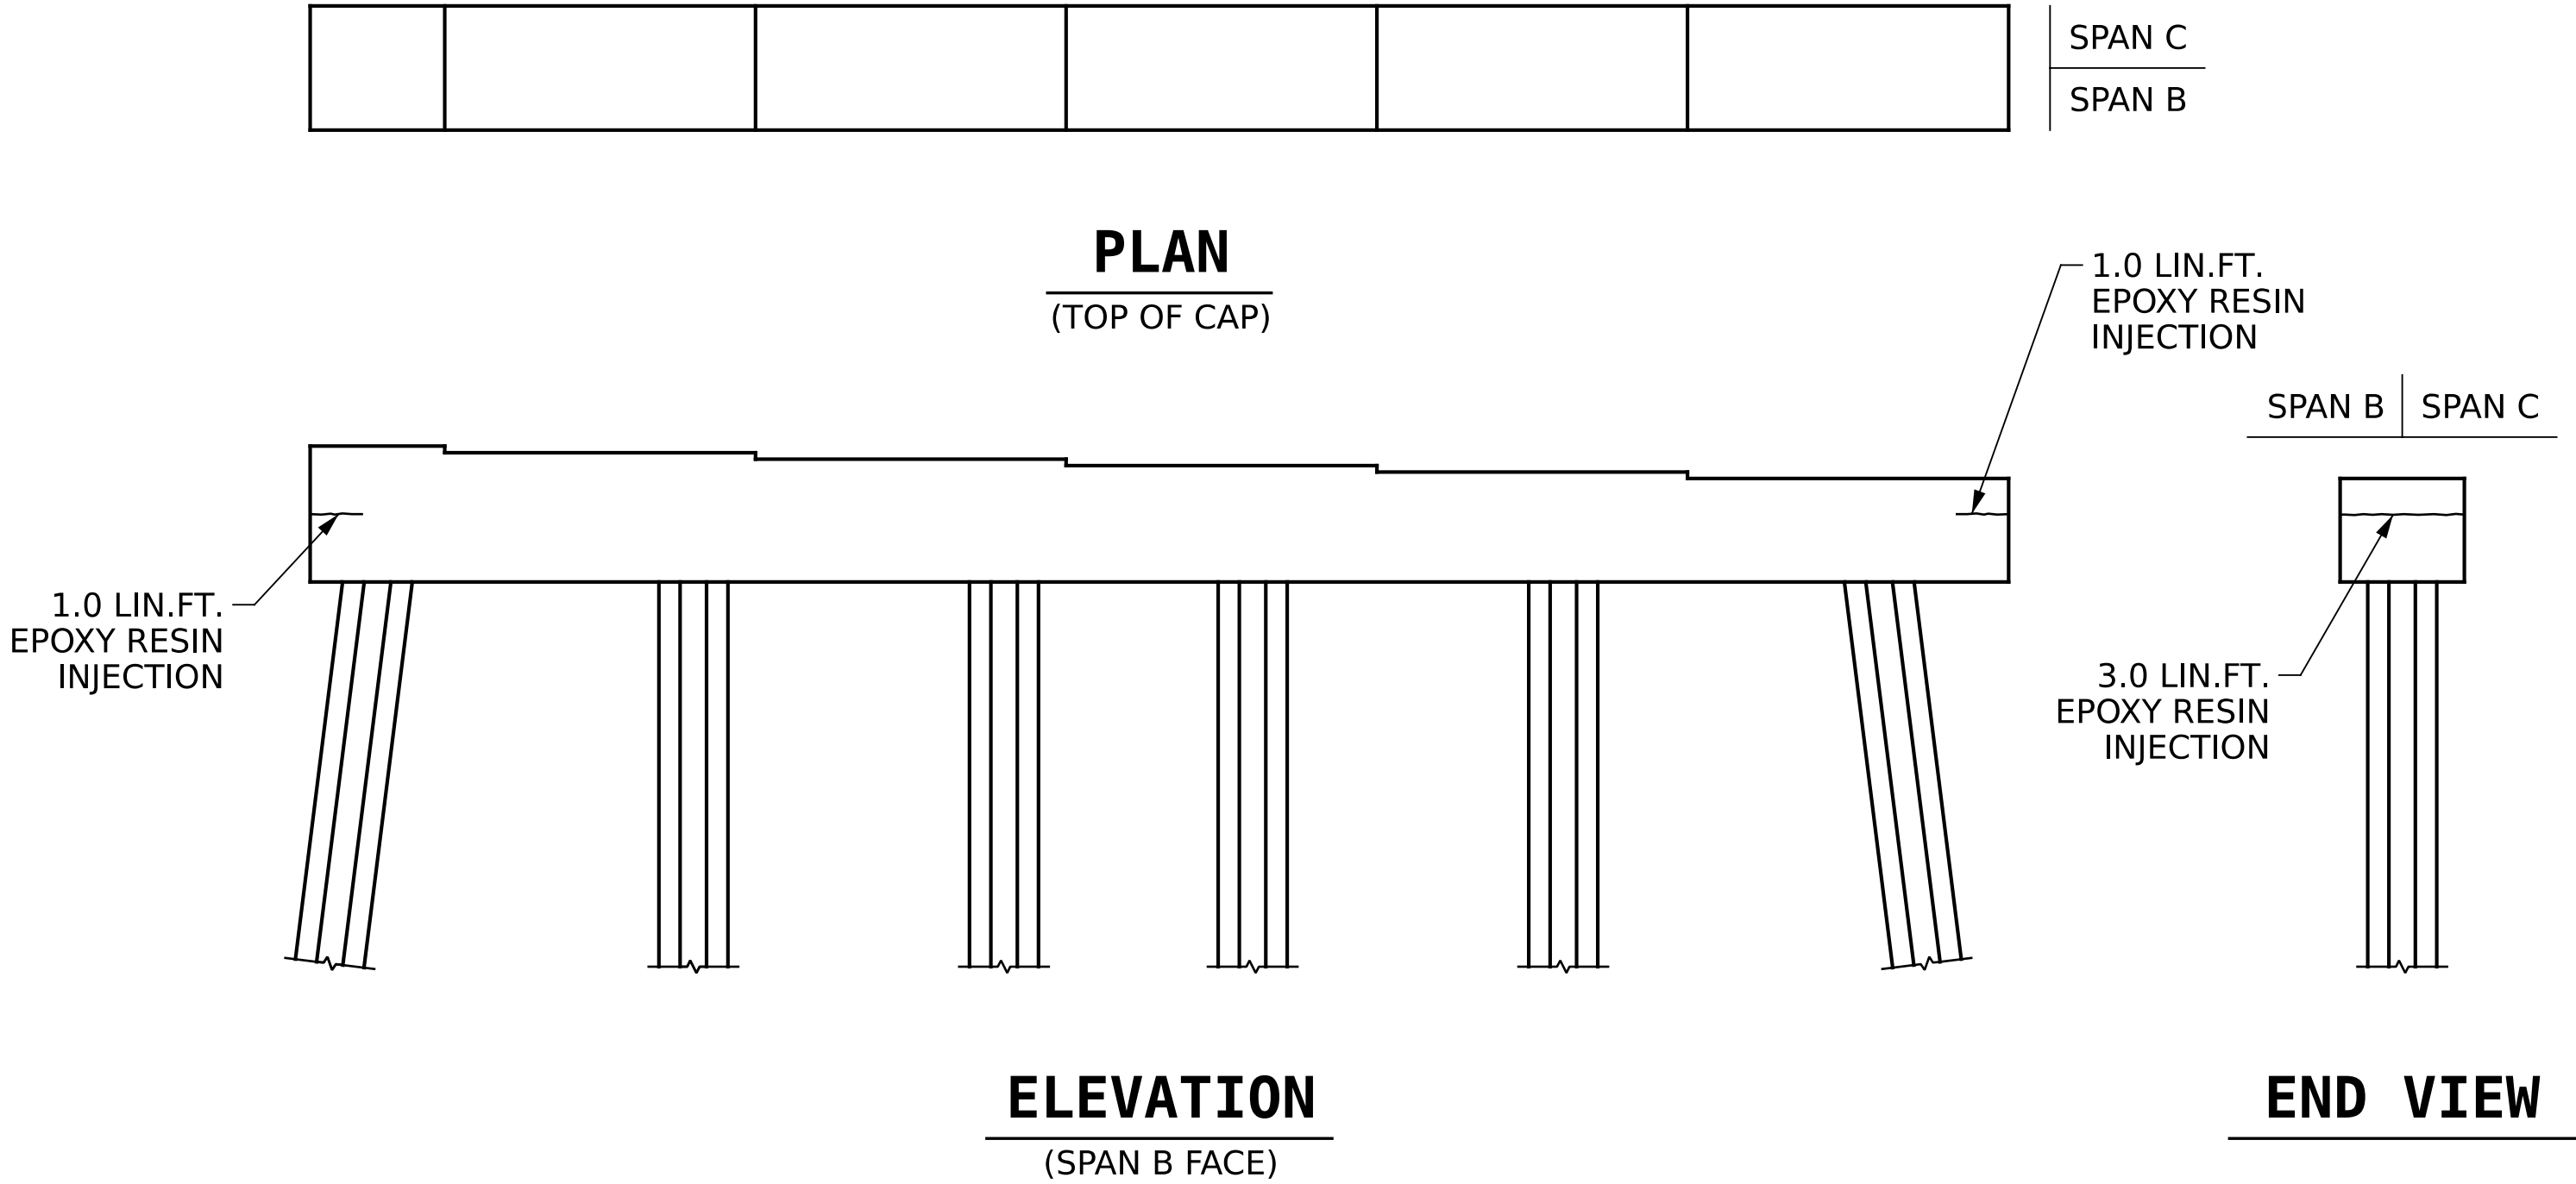 SPAN C
SPAN B
PLAN
(TOP OF CAP)
1.0 LIN.FT.
EPOXY RESIN
INJECTION
SPAN B
SPAN C
1.0 LIN.FT.
EPOXY RESIN
INJECTION
3.0 LIN.FT.
EPOXY RESIN
INJECTION
ELEVATION
(SPAN B FACE)
END VIEW